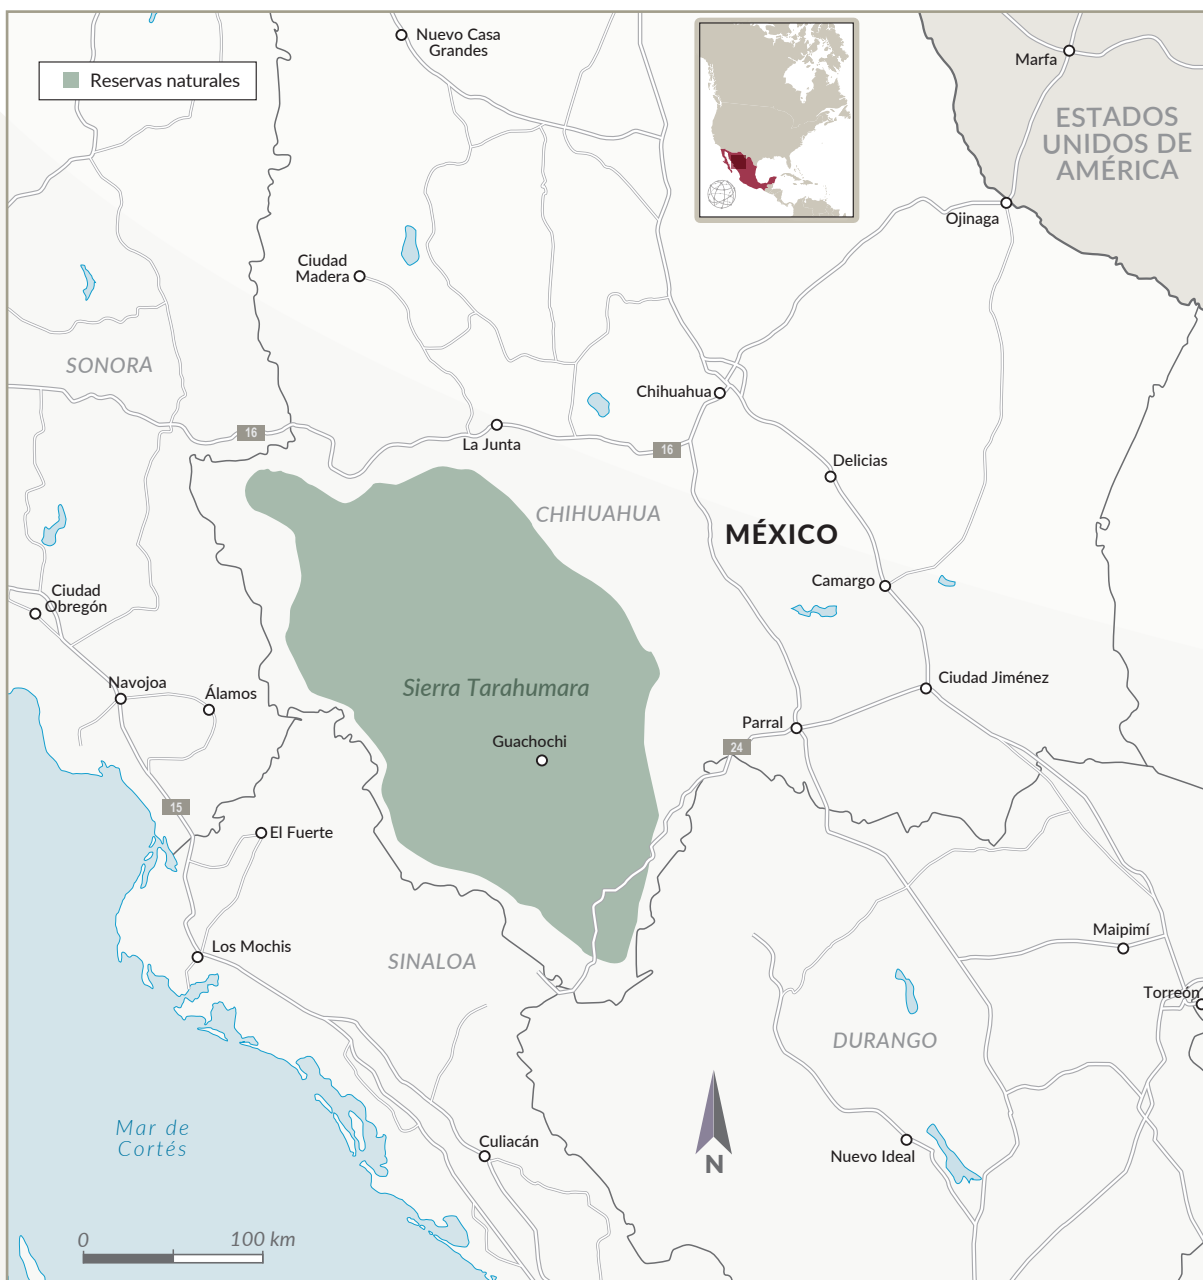 Nuevo Casa
Grandes
Reservas naturales
Marfa
ESTADOS
UNIDOS DE
AMÉRICA
Ojinaga
Ciudad
Madera
SONORA
Chihuahua
16
La Junta
16
Delicias
CHIHUAHUA
MÉXICO
Camargo
Ciudad
Obregón
Navojoa
Álamos
Sierra Tarahumara
Ciudad Jiménez
Parral
Guachochi
24
15
El Fuerte
Los Mochis
SINALOA
Maipimí
Torreón
DURANGO
Mar de
Cortés
Culiacán
Nuevo Ideal
N
0
100 km